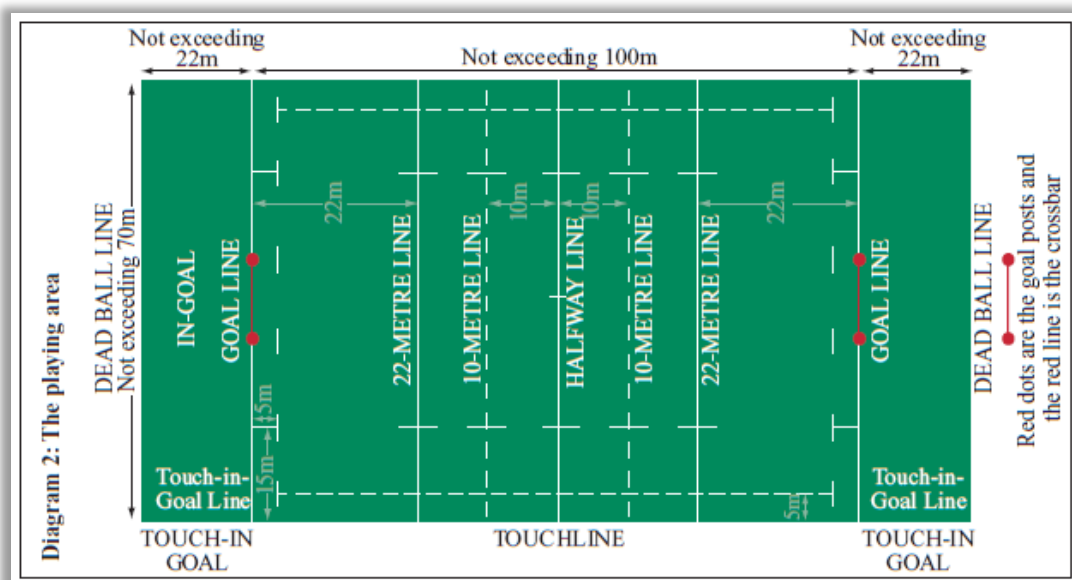 Not exceeding
22m
Not exceeding 100m
Not exceeding
22m
Diagram 2: The playing area
DEAD BALL LINE
Not exceeding 70m
IN-GOAL
GOAL LINE
22m
22-METRE LINE
10-METRE LINE
10m
HALFWAY LINE
10m
10-METRE LINE
22-METRE LINE
22m
GOAL LINE
DEAD BALL LINE
Red dots are the goal posts and
the red line is the crossbar
5m
15m
5m
Touch-in-
Goal Line
Touch-in-
Goal Line
TOUCH-IN
GOAL
TOUCHLINE
TOUCH-IN
GOAL